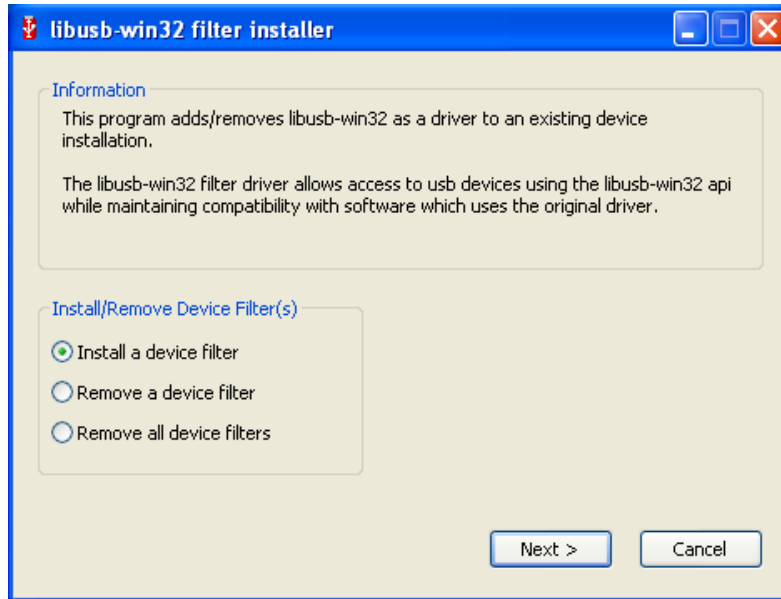 libusb-win32 filter installer
Information
This program adds/removes libusb-win32 as a driver to an existing device
installation.
The libusb-win32 filter driver allows access to usb devices using the libusb-win32 api
while maintaining compatibility with software which uses the original driver.
Install/Remove Device Filter(s)
Install a device filter
Remove a device filter
Remove all device filters
Next >
Cancel